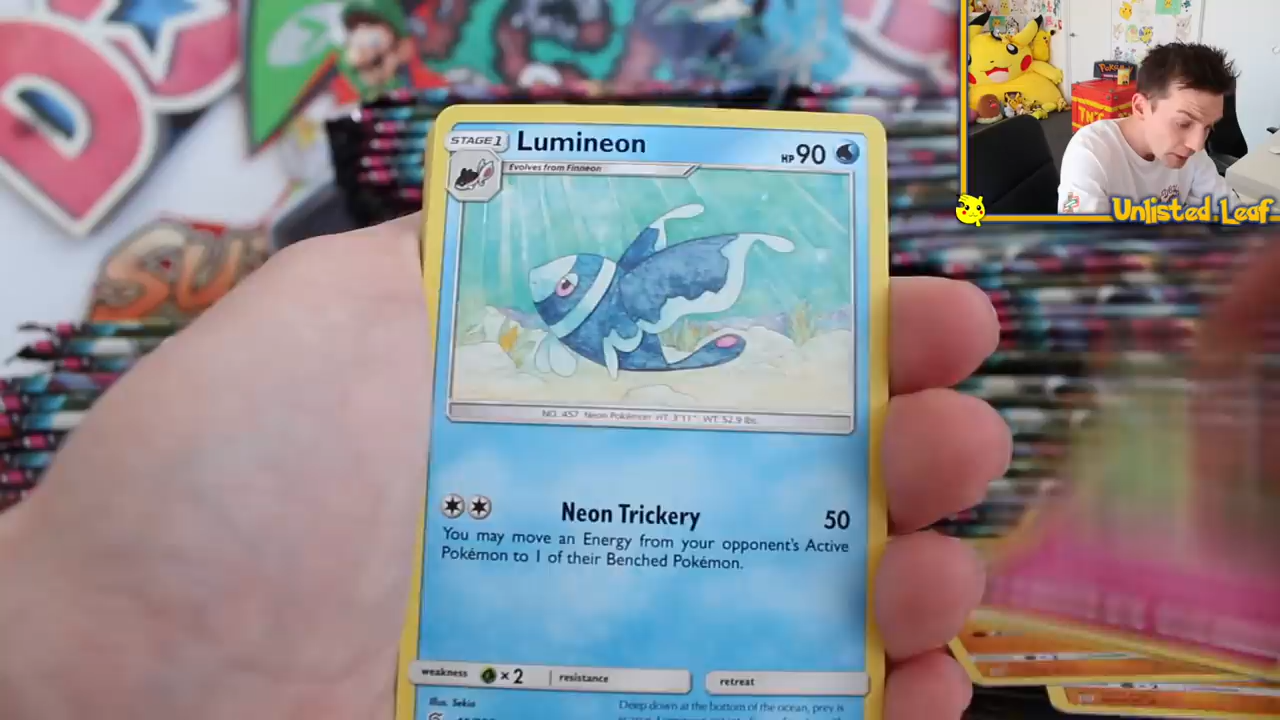 STAGE 1 Lumineon HP 90
Evolves from Finneon
NO. 457 Neon Pokémon HT. 3'11" WT. 52.9 lbs.
Neon Trickery 50
You may move an Energy from your opponent's Active
Pokémon to 1 of their Benched Pokémon.
weakness × 2 resistance retreat
Illus. Sekio
Deep down at the bottom of the ocean, prey is
Unlisted.Leaf